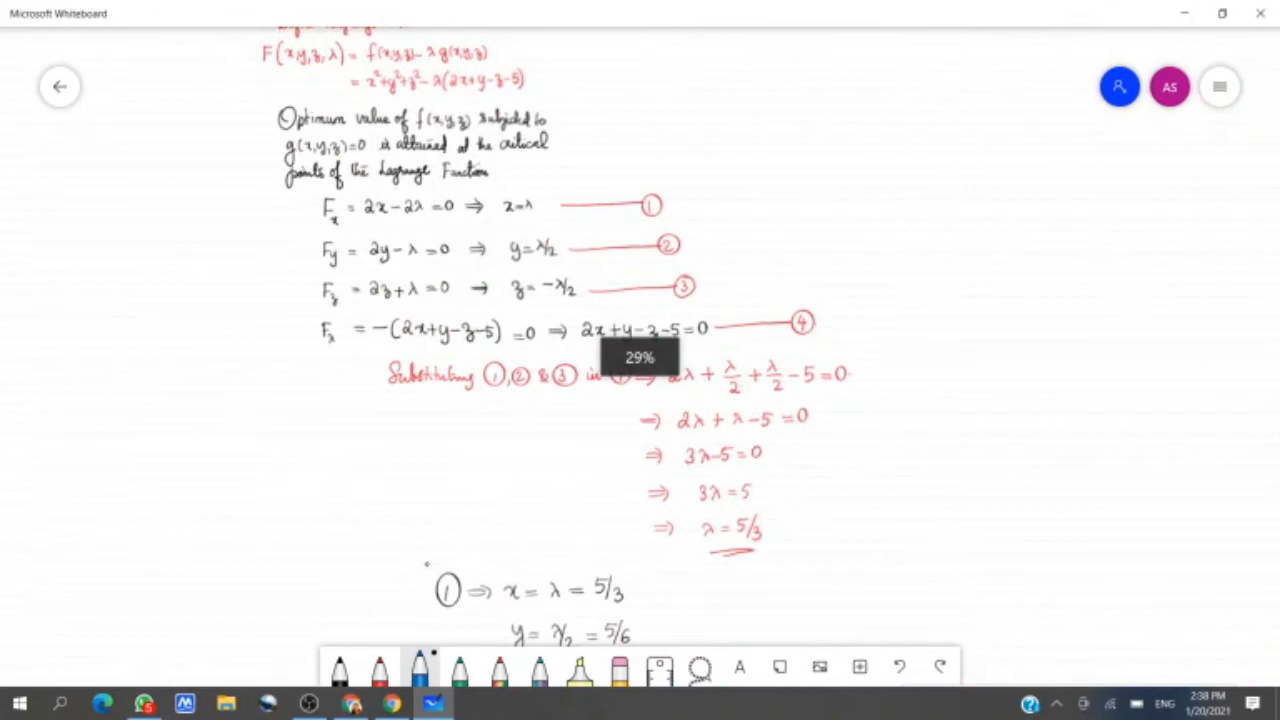 Microsoft Whiteboard
F(x,y,z,λ) = f(x,y,z) - λg(x,y,z)
= x²+y²+z² - λ(2x+y-z-5)
AS
Optimum value of f(x,y,z) subjected to
g(x,y,z)=0 is attained at the critical
points of the Lagrange Function
Fx = 2x-2λ=0 ⇒ x=λ ①
Fy = 2y-λ=0 ⇒ y=λ/2 ②
Fz = 2z+λ=0 → z=-λ/2 ③
Fλ = -(2x+y-z-5) =0 ⇒ 2x+y-z-5=0 ④
29%
Substituting ①,② & ③ in ⇒ 2λ + λ/2 + λ/2 - 5 =0
⇒ 2λ + λ-5 =0
⇒ 3λ-5=0
⇒ 3λ=5
⇒ λ = 5/3
① ⇒ x = λ = 5/3
y = λ/2 = 5/6
A
5
ENG
2:38 PM
1/20/2021